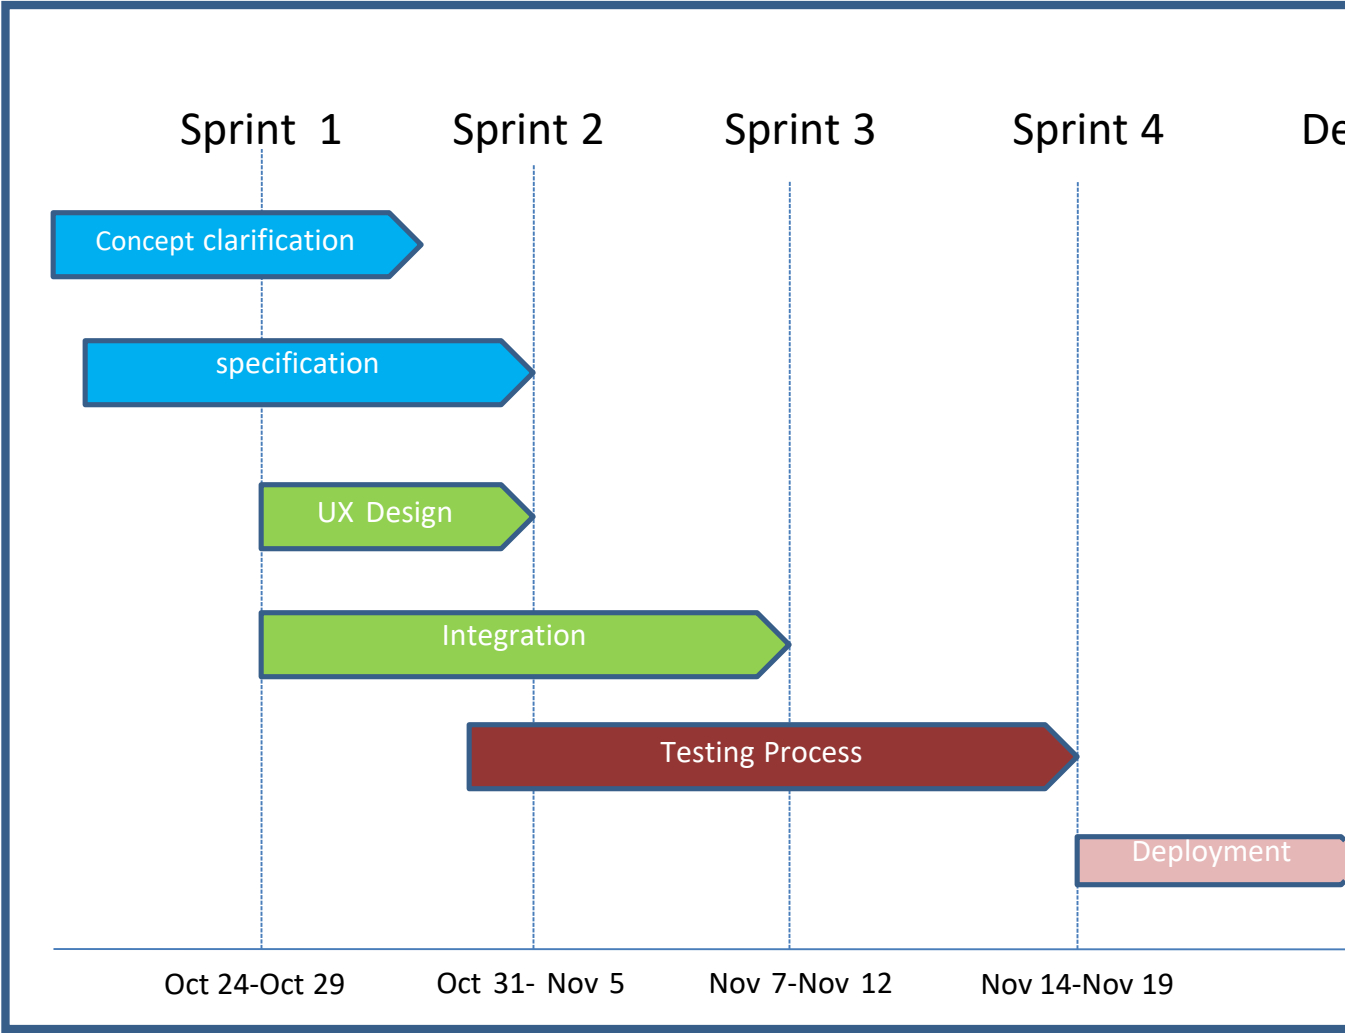 Sprint 1 Sprint 2 Sprint 3 Sprint 4
Concept clarification
specification
UX Design
Integration
Testing Process
Deployment
Oct 24-Oct 29 Oct 31- Nov 5 Nov 7-Nov 12 Nov 14-Nov 19